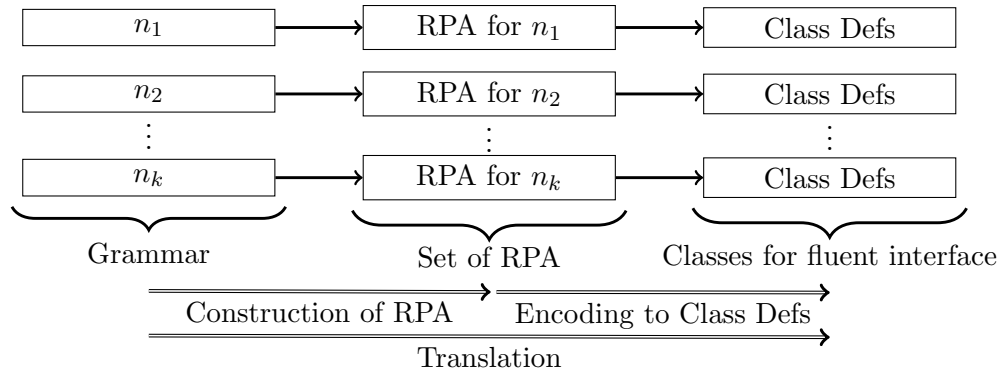 n₁ RPA for n₁ Class Defs
n₂ RPA for n₂ Class Defs
⋮ ⋮ ⋮
nₖ RPA for nₖ Class Defs
Grammar Set of RPA Classes for fluent interface
Construction of RPA Encoding to Class Defs
Translation